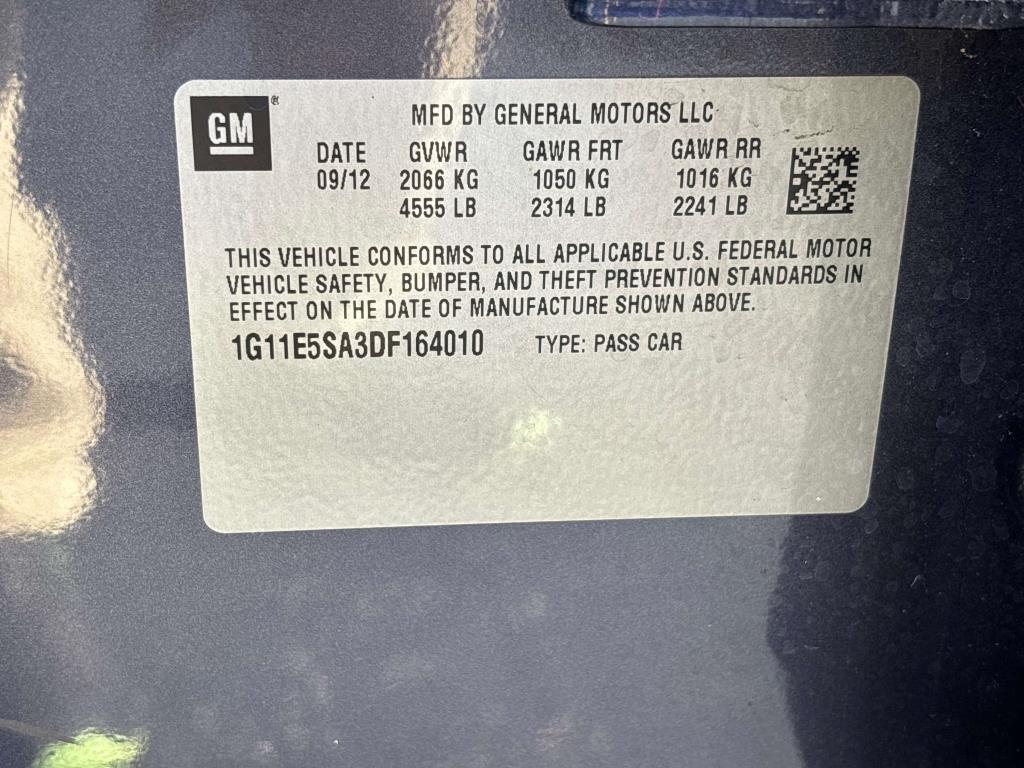 GM®
MFD BY GENERAL MOTORS LLC
DATE GVWR GAWR FRT GAWR RR
09/12 2066 KG 1050 KG 1016 KG
4555 LB 2314 LB 2241 LB
THIS VEHICLE CONFORMS TO ALL APPLICABLE U.S. FEDERAL MOTOR
VEHICLE SAFETY, BUMPER, AND THEFT PREVENTION STANDARDS IN
EFFECT ON THE DATE OF MANUFACTURE SHOWN ABOVE.
1G11E5SA3DF164010 TYPE: PASS CAR